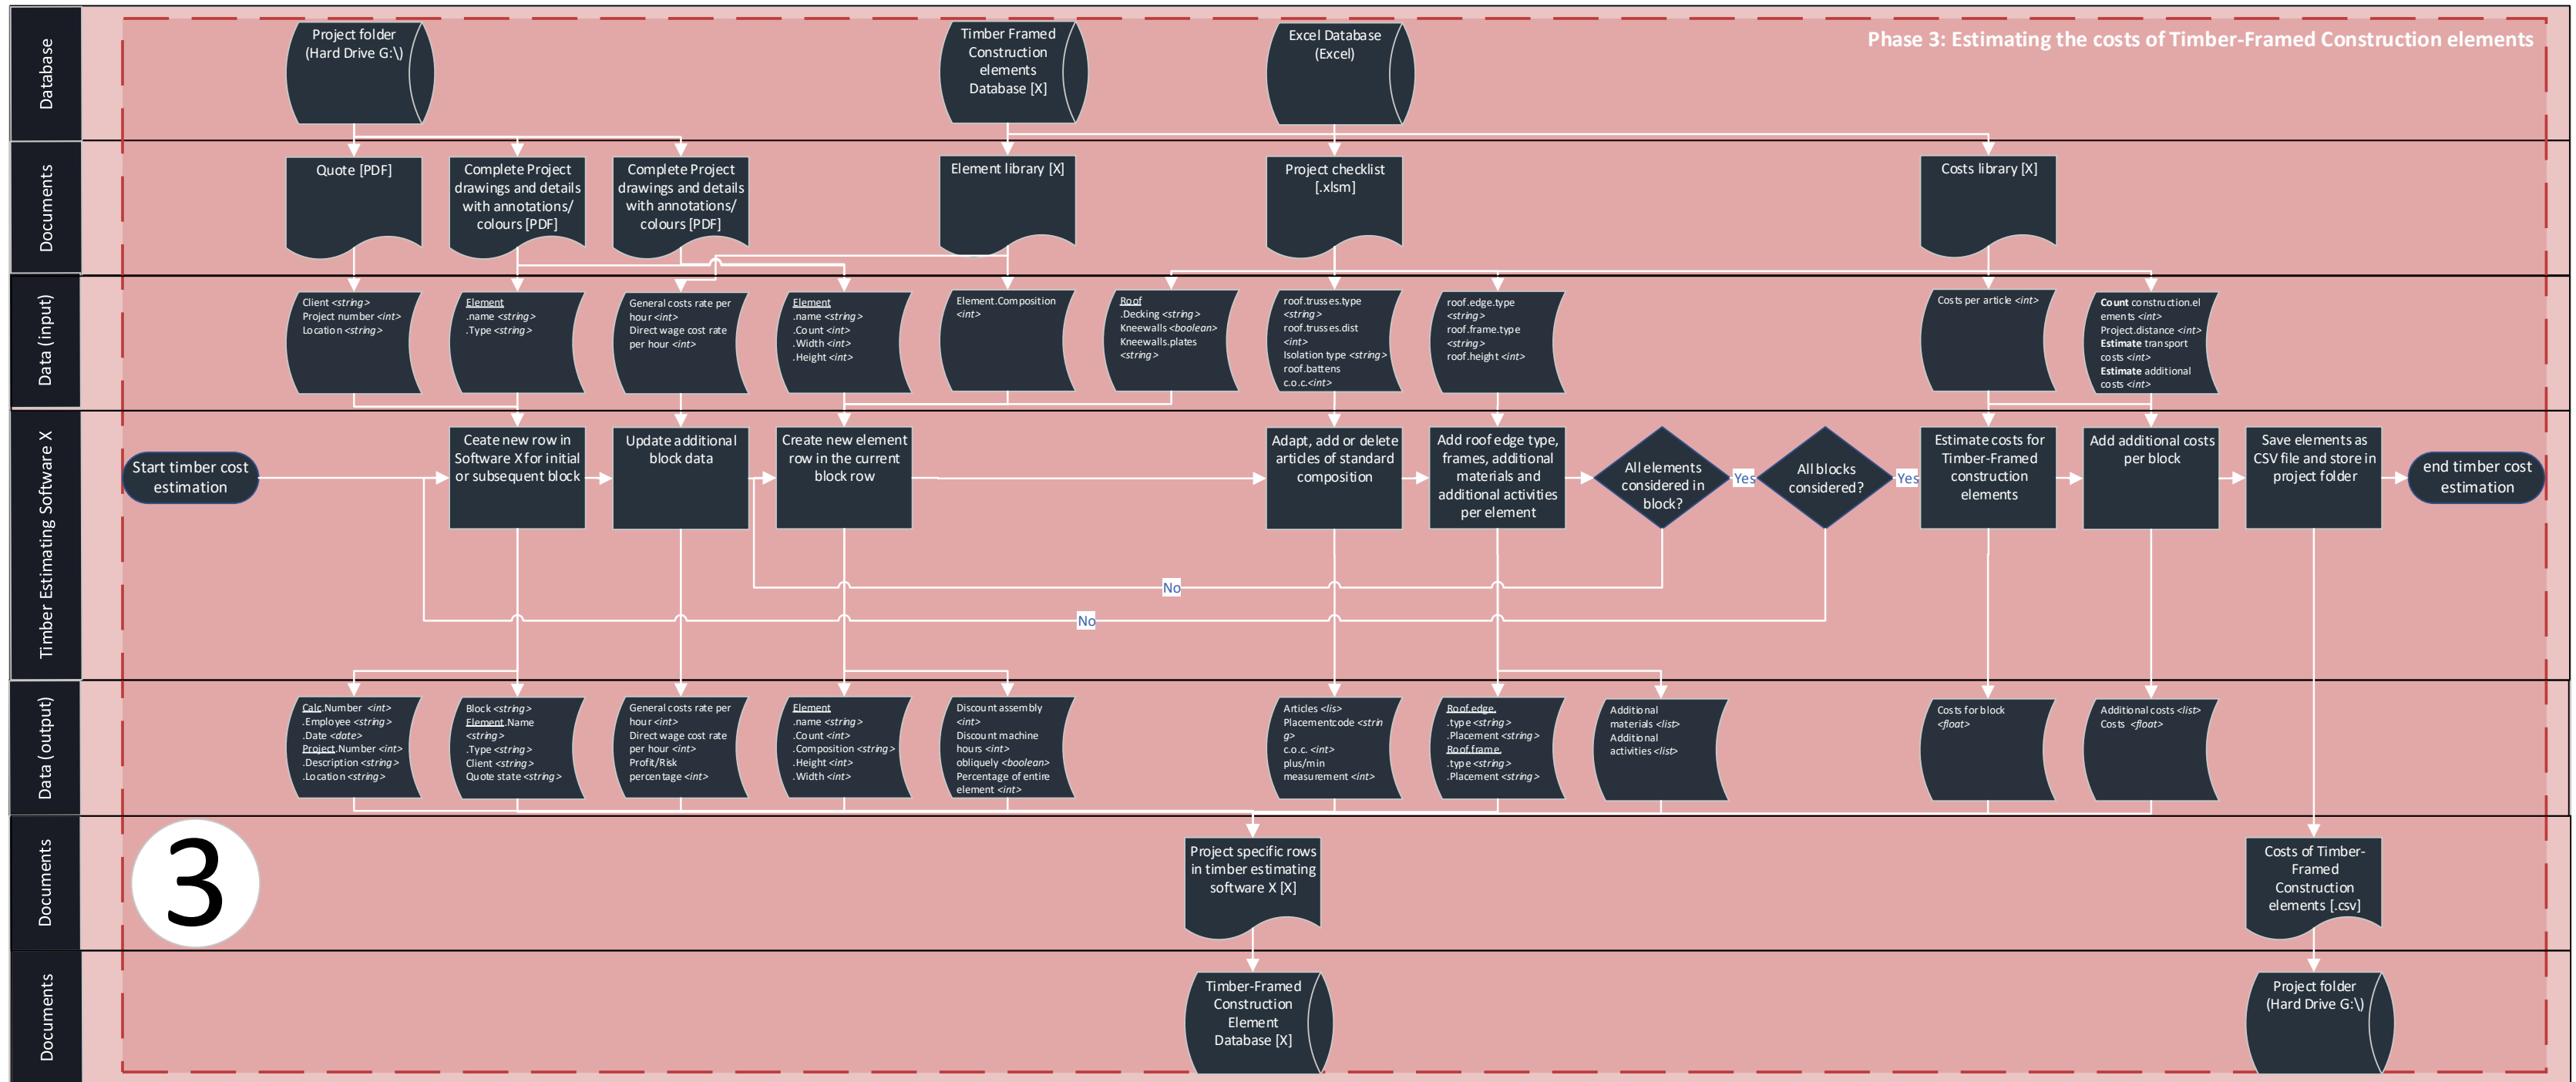 Phase 3: Estimating the costs of Timber-Framed Construction elements
Database
Project folder
(Hard Drive G:\)
Timber Framed
Construction
elements
Database [X]
Excel Database
(Excel)
Documents
Quote [PDF]
Complete Project
drawings and details
with annotations/
colours [PDF]
Complete Project
drawings and details
with annotations/
colours [PDF]
Element library [X]
Project checklist
[.xlsm]
Costs library [X]
Data (input)
Client <string>
Project number <int>
Location <string>
Element
.name <string>
.Type <string>
General costs rate per
hour <int>
Direct wage cost rate
per hour <int>
Element
.name <string>
.Count <int>
.Width <int>
.Height <int>
Element.Composition
<int>
Roof
.Decking <string>
Kneewalls <boolean>
Kneewalls.plates
<string>
roof.trusses.type
<string>
roof.trusses.dist
<int>
Isolation type <string>
roof.battens
c.o.c.<int>
roof.edge.type
<string>
roof.frame.type
<string>
roof.height <int>
Costs per article <int>
Count construction.el
ements <int>
Project.distance <int>
Estimate transport
costs <int>
Estimate additional
costs <int>
Timber Estimating Software X
Start timber cost
estimation
Ceate new row in
Software X for initial
or subsequent block
Update additional
block data
Create new element
row in the current
block row
Adapt, add or delete
articles of standard
composition
Add roof edge type,
frames, additional
materials and
additional activities
per element
All elements
considered in
block?
Yes
All blocks
considered?
Yes
Estimate costs for
Timber-Framed
construction
elements
Add additional costs
per block
Save elements as
CSV file and store in
project folder
end timber cost
estimation
No
No
Data (output)
Calc.Number <int>
.Employee <string>
.Date <date>
Project.Number <int>
.Description <string>
.Location <string>
Block <string>
Element.Name
<string>
.Type <string>
Client <string>
Quote state <string>
General costs rate per
hour <int>
Direct wage cost rate
per hour <int>
Profit/Risk
percentage <int>
Element
.name <string>
.Count <int>
.Composition <string>
.Height <int>
.Width <int>
Discount assembly
<int>
Discount machine
hours <int>
obliquely <boolean>
Percentage of entire
element <int>
Articles <lis>
Placementcode <strin
g>
c.o.c. <int>
plus/min
measurement <int>
Roof edge.
.type <string>
.Placement <string>
Roof frame.
.type <string>
.Placement <string>
Additional
materials <list>
Additional
activities <list>
Costs for block
<float>
Additional costs <list>
Costs <float>
Documents
3
Project specific rows
in timber estimating
software X [X]
Costs of Timber-
Framed
Construction
elements [.csv]
Documents
Timber-Framed
Construction
Element
Database [X]
Project folder
(Hard Drive G:\)